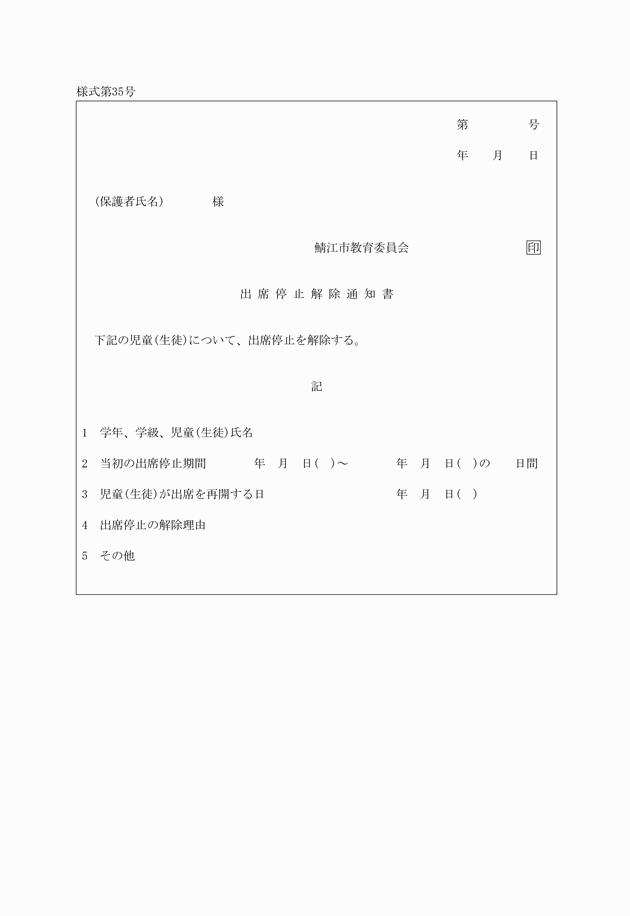 様式第35号
第　　　　　号
年　　月　　日
(保護者氏名)　　　　様
鯖江市教育委員会　　　　　　　　　　印
出席停止解除通知書
下記の児童(生徒)について、出席停止を解除する。
記
1　学年、学級、児童(生徒)氏名
2　当初の出席停止期間　　　　年　月　日(　)～　　　　年　月　日(　)の　　日間
3　児童(生徒)が出席を再開する日　　　　　　　　　　　年　月　日(　)
4　出席停止の解除理由
5　その他